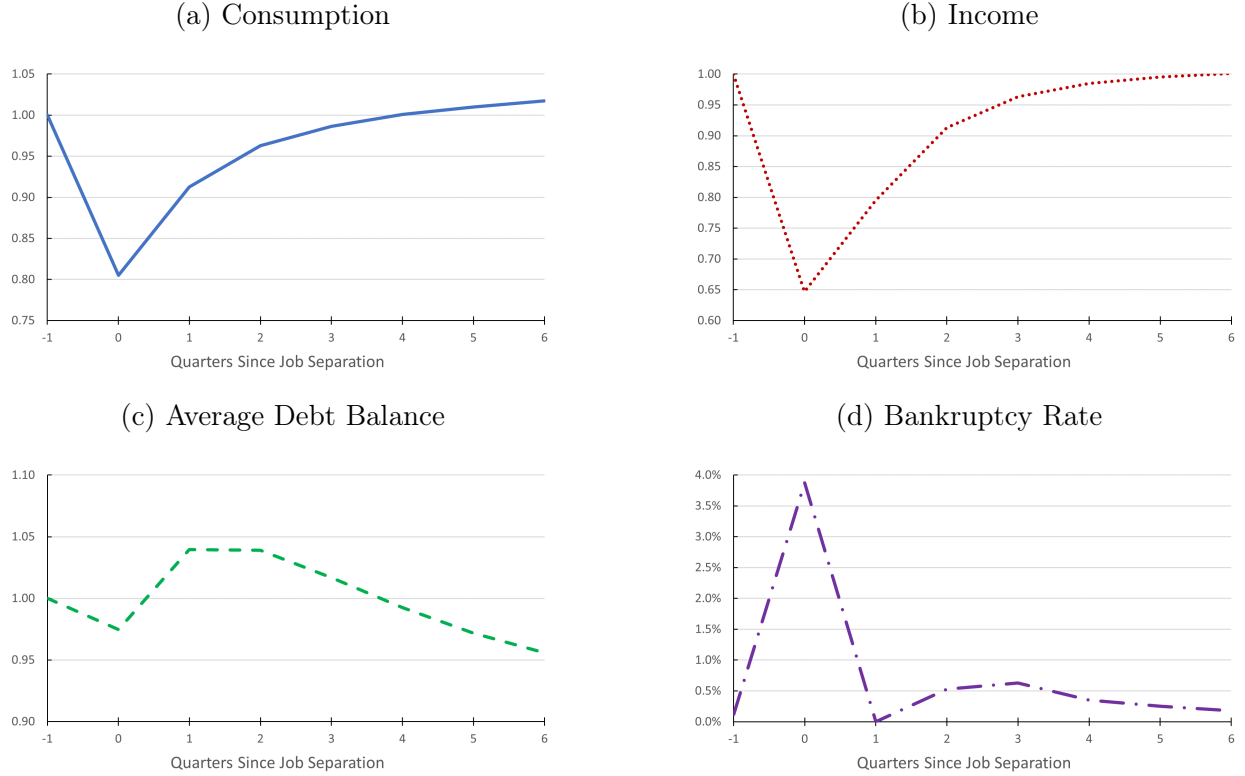 (a) Consumption
1.05
1.00
0.95
0.90
0.85
0.80
0.75
-1 0 1 2 3 4 5 6
Quarters Since Job Separation
(b) Income
1.00
0.95
0.90
0.85
0.80
0.75
0.70
0.65
0.60
-1 0 1 2 3 4 5 6
Quarters Since Job Separation
(c) Average Debt Balance
1.10
1.05
1.00
0.95
0.90
-1 0 1 2 3 4 5 6
Quarters Since Job Separation
(d) Bankruptcy Rate
4.0%
3.5%
3.0%
2.5%
2.0%
1.5%
1.0%
0.5%
0.0%
-1 0 1 2 3 4 5 6
Quarters Since Job Separation